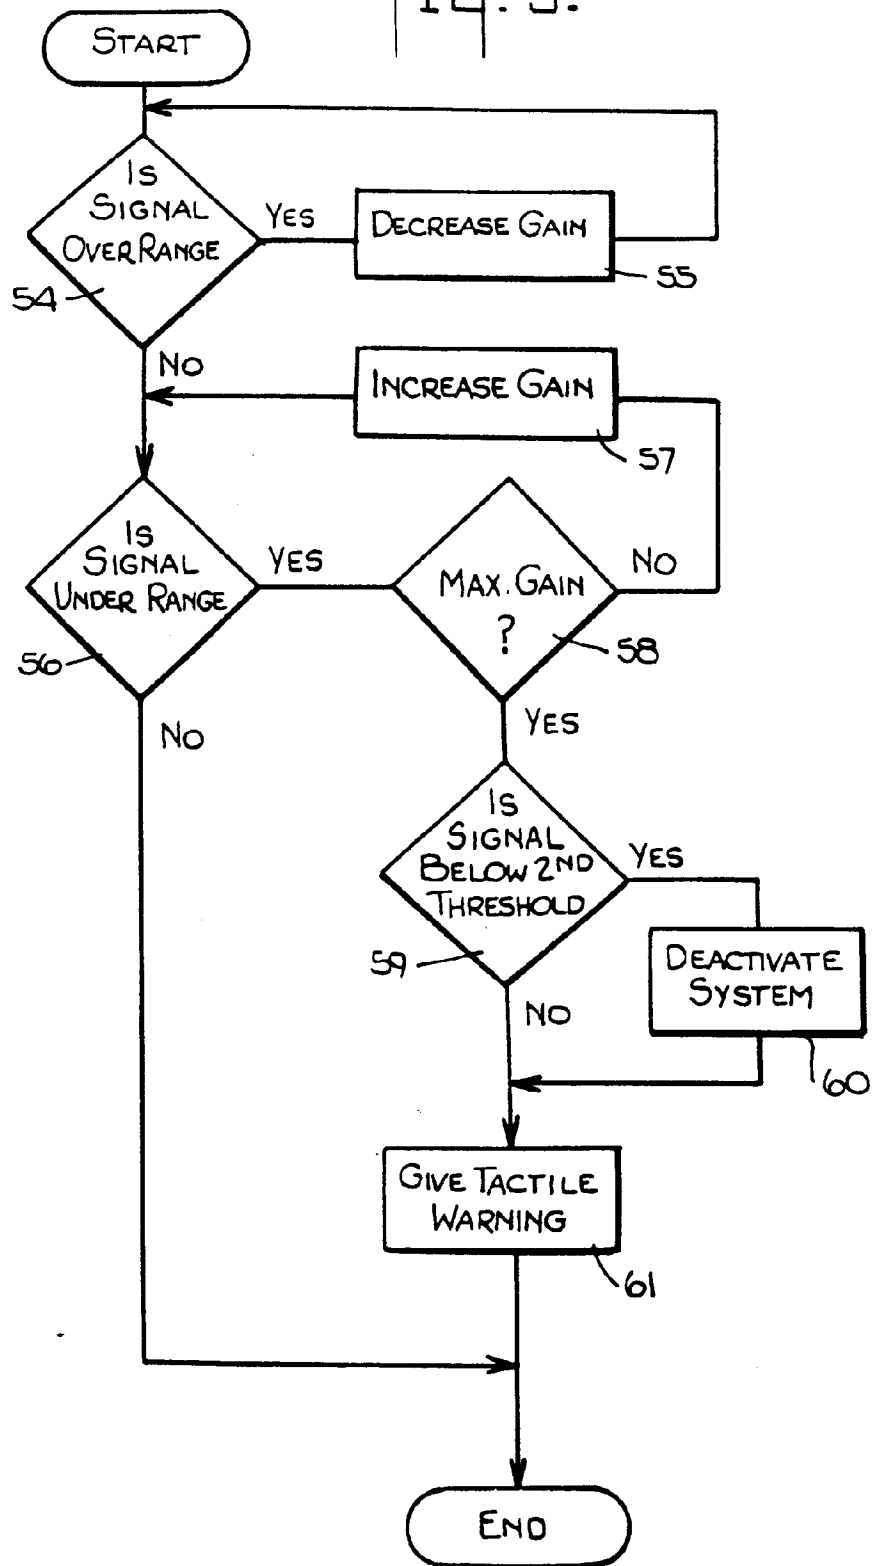 START
IS
SIGNAL
OVER RANGE
YES
DECREASE GAIN
54
55
NO
INCREASE GAIN
57
IS
SIGNAL
UNDER RANGE
YES
MAX. GAIN
?
NO
56
58
NO
YES
IS
SIGNAL
BELOW 2ND
THRESHOLD
YES
59
DEACTIVATE
SYSTEM
NO
60
GIVE TACTILE
WARNING
61
END